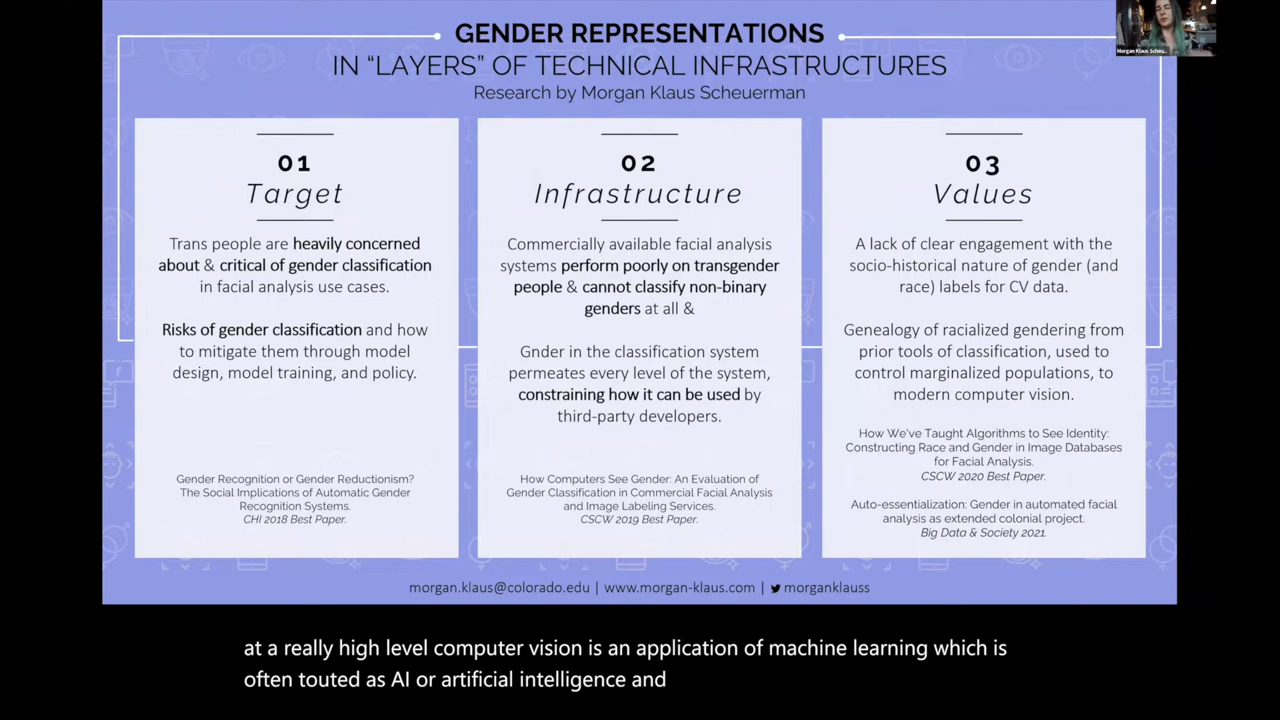 GENDER REPRESENTATIONS
IN “LAYERS” OF TECHNICAL INFRASTRUCTURES
Research by Morgan Klaus Scheuerman
Morgan Klaus Scheu...
01
Target
Trans people are heavily concerned
about & critical of gender classification
in facial analysis use cases.
Risks of gender classification and how
to mitigate them through model
design, model training, and policy.
Gender Recognition or Gender Reductionism?
The Social Implications of Automatic Gender
Recognition Systems.
CHI 2018 Best Paper.
02
Infrastructure
Commercially available facial analysis
systems perform poorly on transgender
people & cannot classify non-binary
genders at all &
Gnder in the classification system
permeates every level of the system,
constraining how it can be used by
third-party developers.
How Computers See Gender: An Evaluation of
Gender Classification in Commercial Facial Analysis
and Image Labeling Services.
CSCW 2019 Best Paper.
03
Values
A lack of clear engagement with the
socio-historical nature of gender (and
race) labels for CV data.
Genealogy of racialized gendering from
prior tools of classification, used to
control marginalized populations, to
modern computer vision.
How We've Taught Algorithms to See Identity:
Constructing Race and Gender in Image Databases
for Facial Analysis.
CSCW 2020 Best Paper.
Auto-essentialization: Gender in automated facial
analysis as extended colonial project.
Big Data & Society 2021.
morgan.klaus@colorado.edu | www.morgan-klaus.com | morganklauss
at a really high level computer vision is an application of machine learning which is
often touted as AI or artificial intelligence and